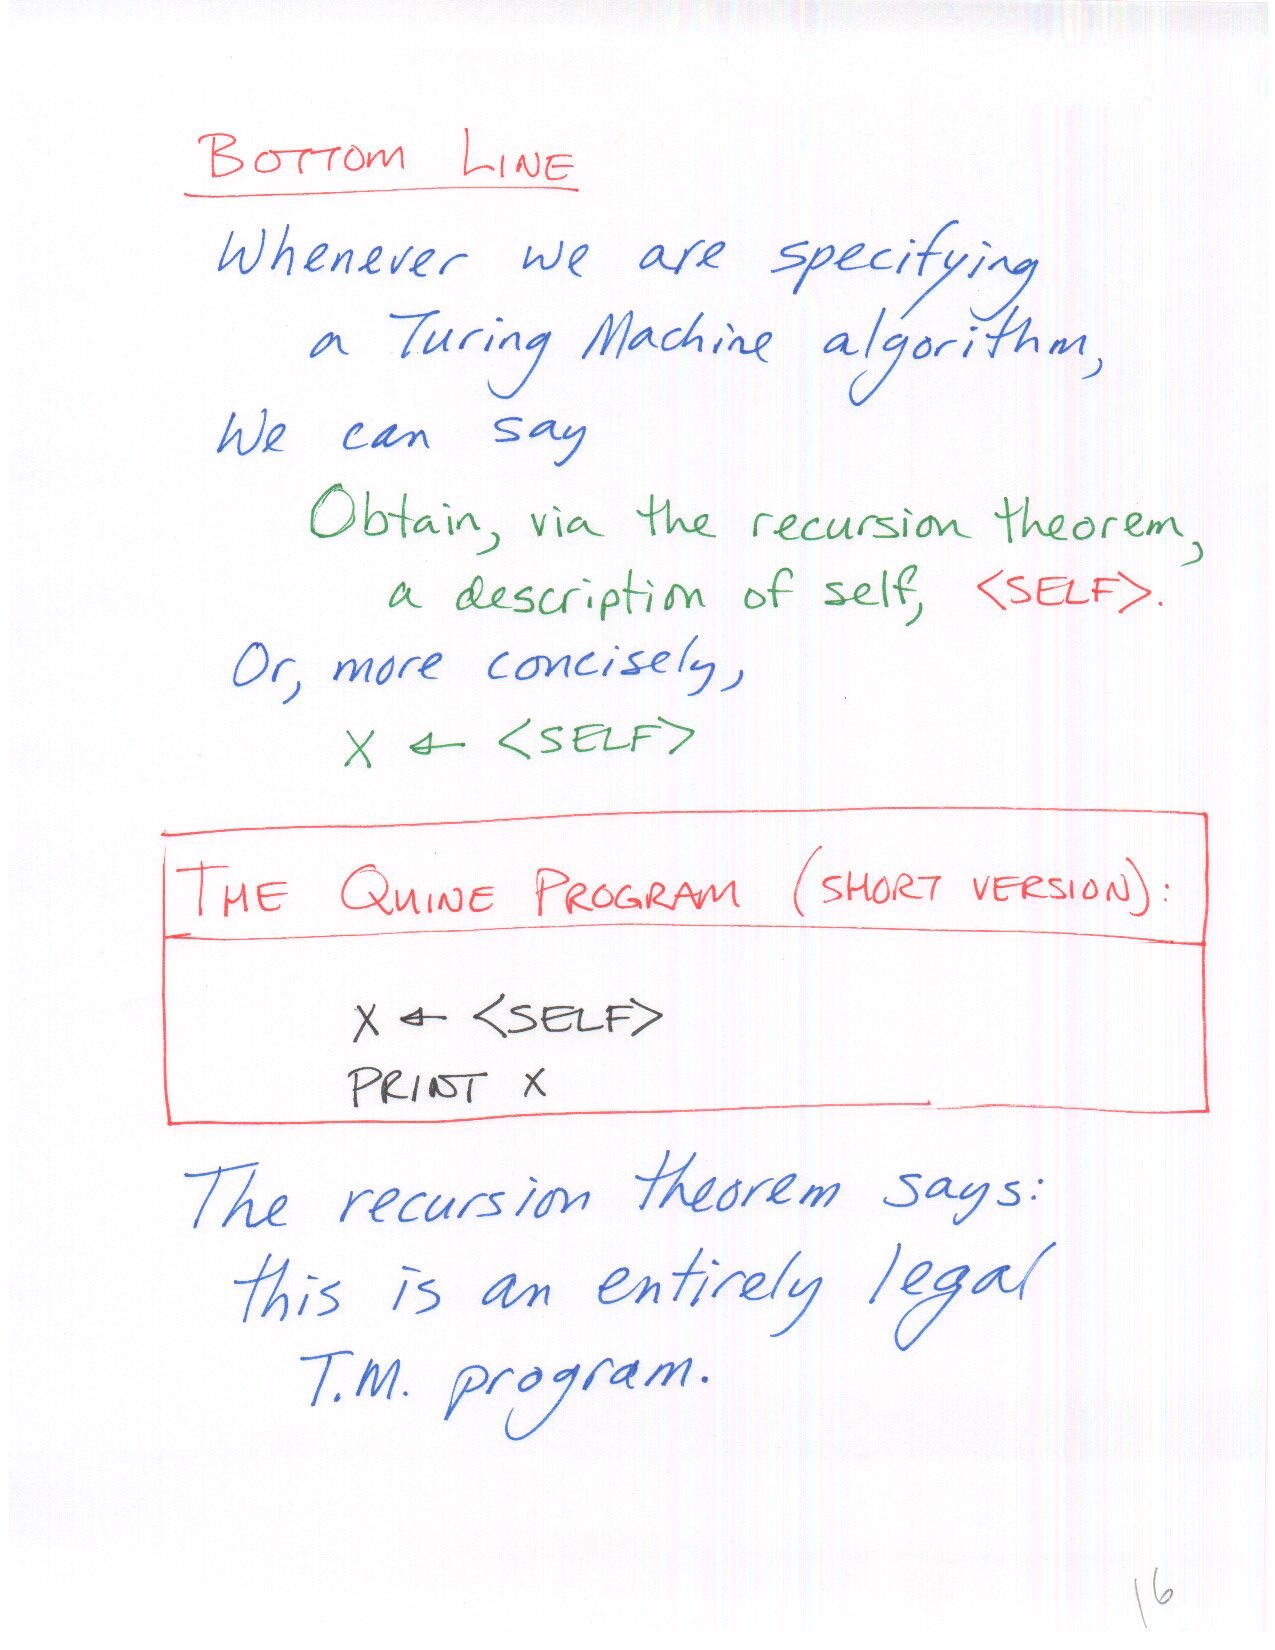 BOTTOM LINE
Whenever we are specifying
a Turing Machine algorithm,
We can say
Obtain, via the recursion theorem,
a description of self, <SELF>.
Or, more concisely,
X ← <SELF>
THE QUINE PROGRAM (SHORT VERSION):
X ← <SELF>
PRINT X
The recursion theorem says:
this is an entirely legal
T.M. program.
16